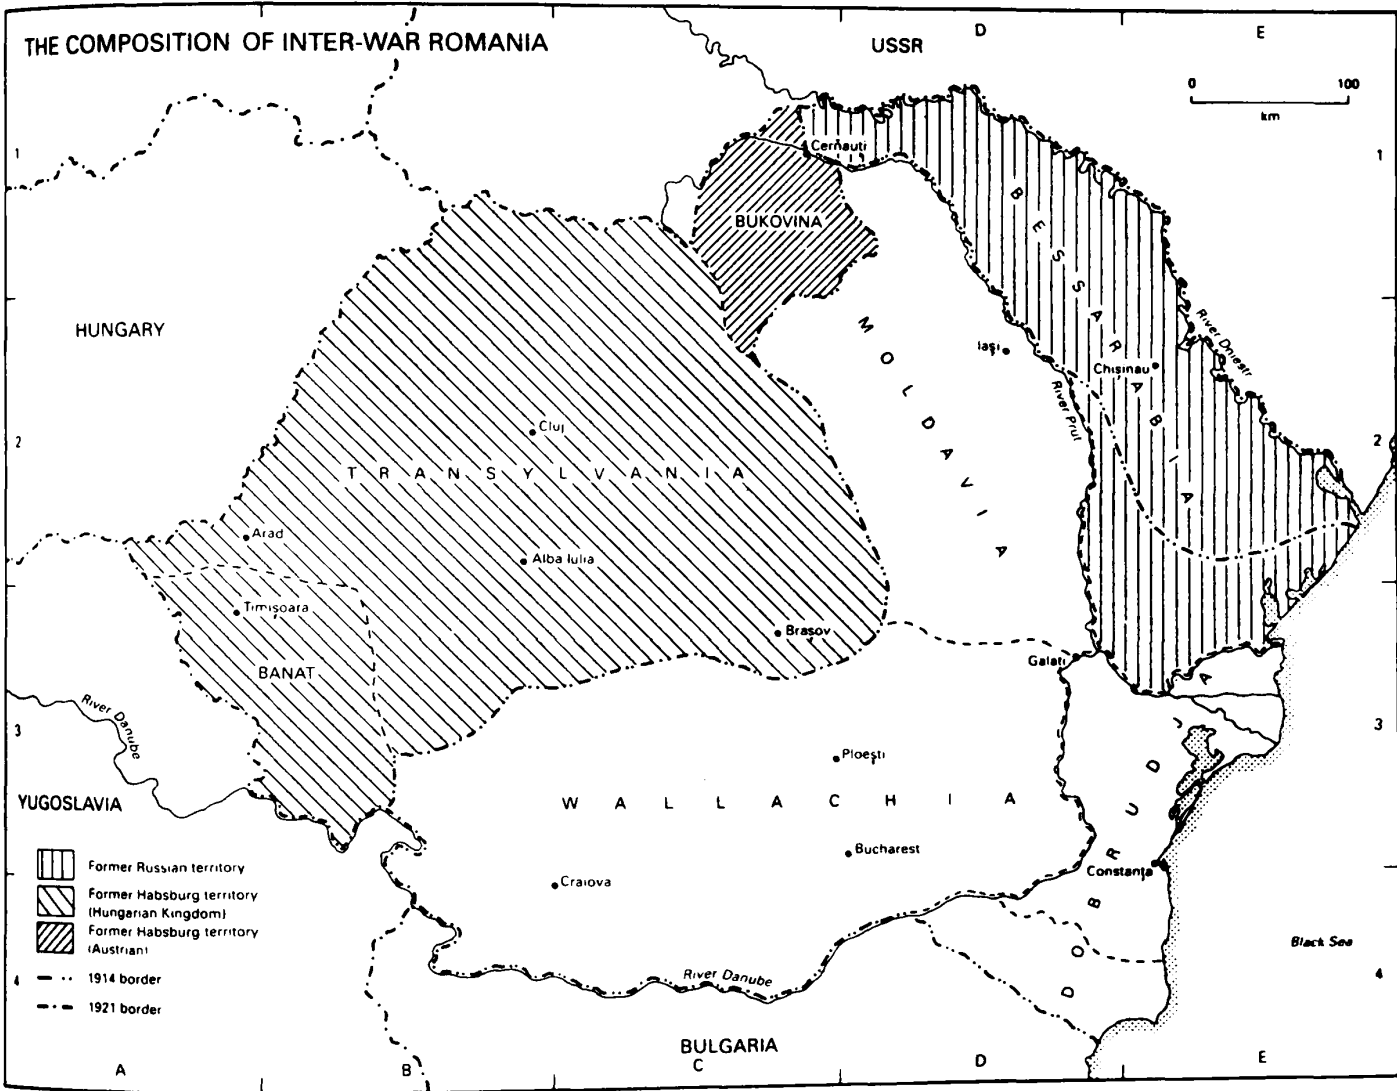 THE COMPOSITION OF INTER-WAR ROMANIA
USSR
D
E
0 100
km
1
1
Cernauti
BUKOVINA
BESSARABIA
HUNGARY
MOLDAVIA
Iaşi
Chişinau
River Dniestr
River Prut
2
2
Cluj
TRANSYLVANIA
Arad
Alba Iulia
Timişoara
Braşov
BANAT
Galati
River Danube
3
3
Ploeşti
YUGOSLAVIA
WALLACHIA
DOBRUDJA
Bucharest
Constanţa
Craiova
Former Russian territory
Former Habsburg territory
(Hungarian Kingdom)
Former Habsburg territory
(Austrian)
1914 border
1921 border
Black Sea
River Danube
4
4
BULGARIA
A
B
C
D
E